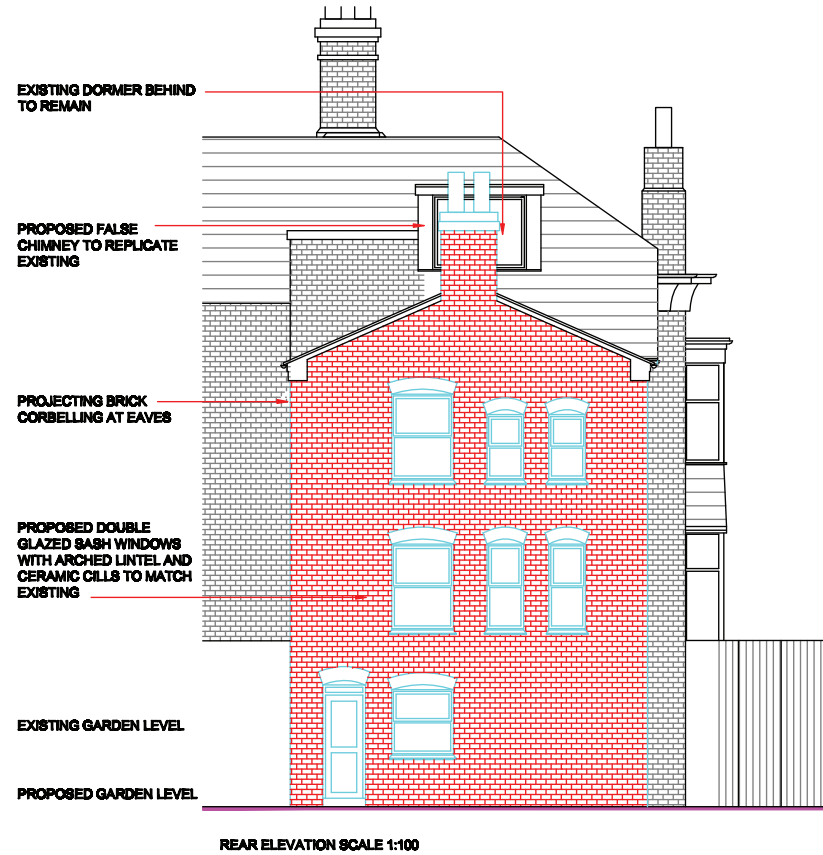 EXISTING DORMER BEHIND
TO REMAIN
PROPOSED FALSE
CHIMNEY TO REPLICATE
EXISTING
PROJECTING BRICK
CORBELLING AT EAVES
PROPOSED DOUBLE
GLAZED SASH WINDOWS
WITH ARCHED LINTEL AND
CERAMIC CILLS TO MATCH
EXISTING
EXISTING GARDEN LEVEL
PROPOSED GARDEN LEVEL
REAR ELEVATION SCALE 1:100